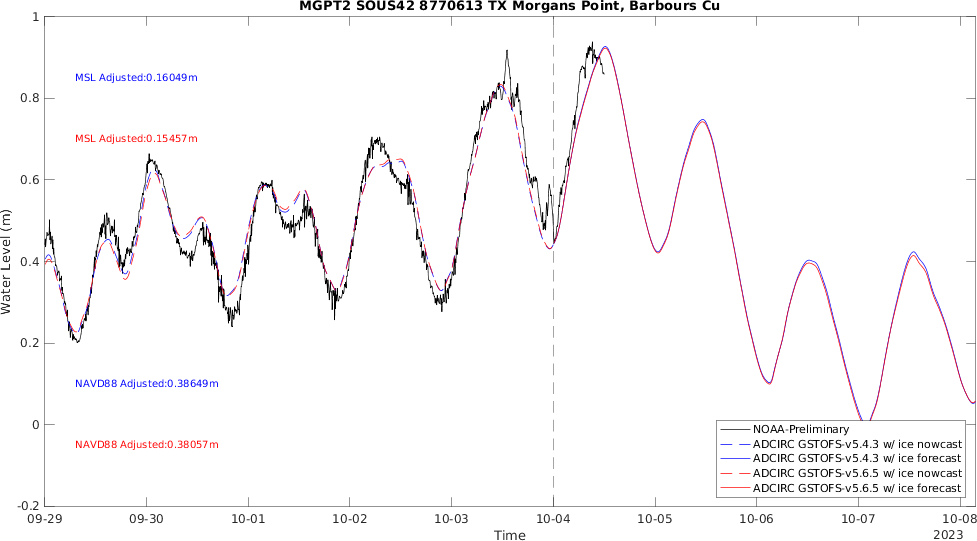 MGPT2 SOUS42 8770613 TX Morgans Point, Barbours Cu
1
0.8
0.6
0.4
0.2
0
-0.2
Water Level (m)
MSL Adjusted:0.16049m
MSL Adjusted:0.15457m
NAVD88 Adjusted:0.38649m
NAVD88 Adjusted:0.38057m
NOAA-Preliminary
ADCIRC GSTOFS-v5.4.3 w/ ice nowcast
ADCIRC GSTOFS-v5.4.3 w/ ice forecast
ADCIRC GSTOFS-v5.6.5 w/ ice nowcast
ADCIRC GSTOFS-v5.6.5 w/ ice forecast
09-29 09-30 10-01 10-02 10-03 10-04 10-05 10-06 10-07 10-08
Time 2023